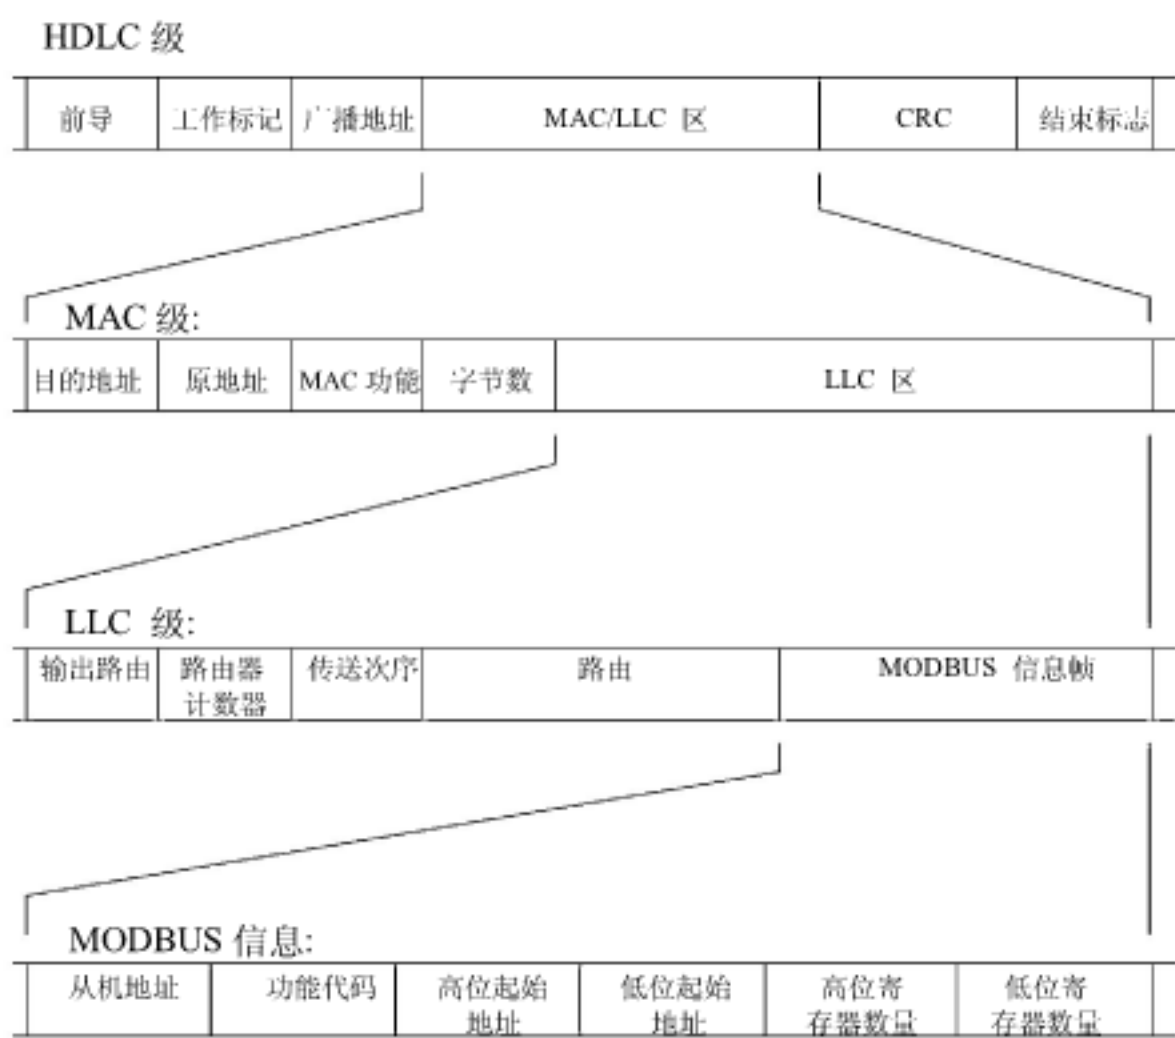 HDLC 级
前导 工作标记 广播地址 MAC/LLC 区 CRC 结束标志
MAC 级:
目的地址 原地址 MAC 功能 字节数 LLC 区
LLC 级:
输出路由 路由器 传送次序 路由 MODBUS 信息帧
计数器
MODBUS 信息:
从机地址 功能代码 高位起始 低位起始 高位寄 低位寄
地址 地址 存器数量 存器数量